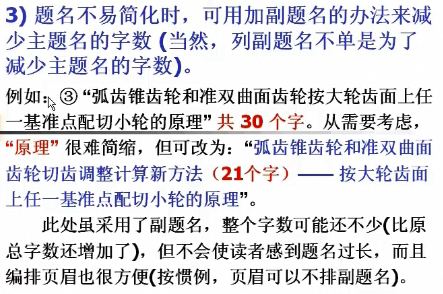 3) 题名不易简化时，可用加副题名的办法来减
少主题名的字数 (当然，列副题名不单是为了
减少主题名的字数)。
例如: ③ “弧齿锥齿轮和准双曲面齿轮按大轮齿面上任
一基准点配切小轮的原理” 共 30 个字。从需要考虑，
“原理” 很难简缩，但可改为: “弧齿锥齿轮和准双曲面
齿轮切齿调整计算新方法（21个字）—— 按大轮齿面
上任一基准点配切小轮的原理”。
此处虽采用了副题名，整个字数可能还不少(比原
总字数还增加了)，但不会使读者感到题名过长，而且
编排页眉也很方便(按惯例，页眉可以不排副题名)。